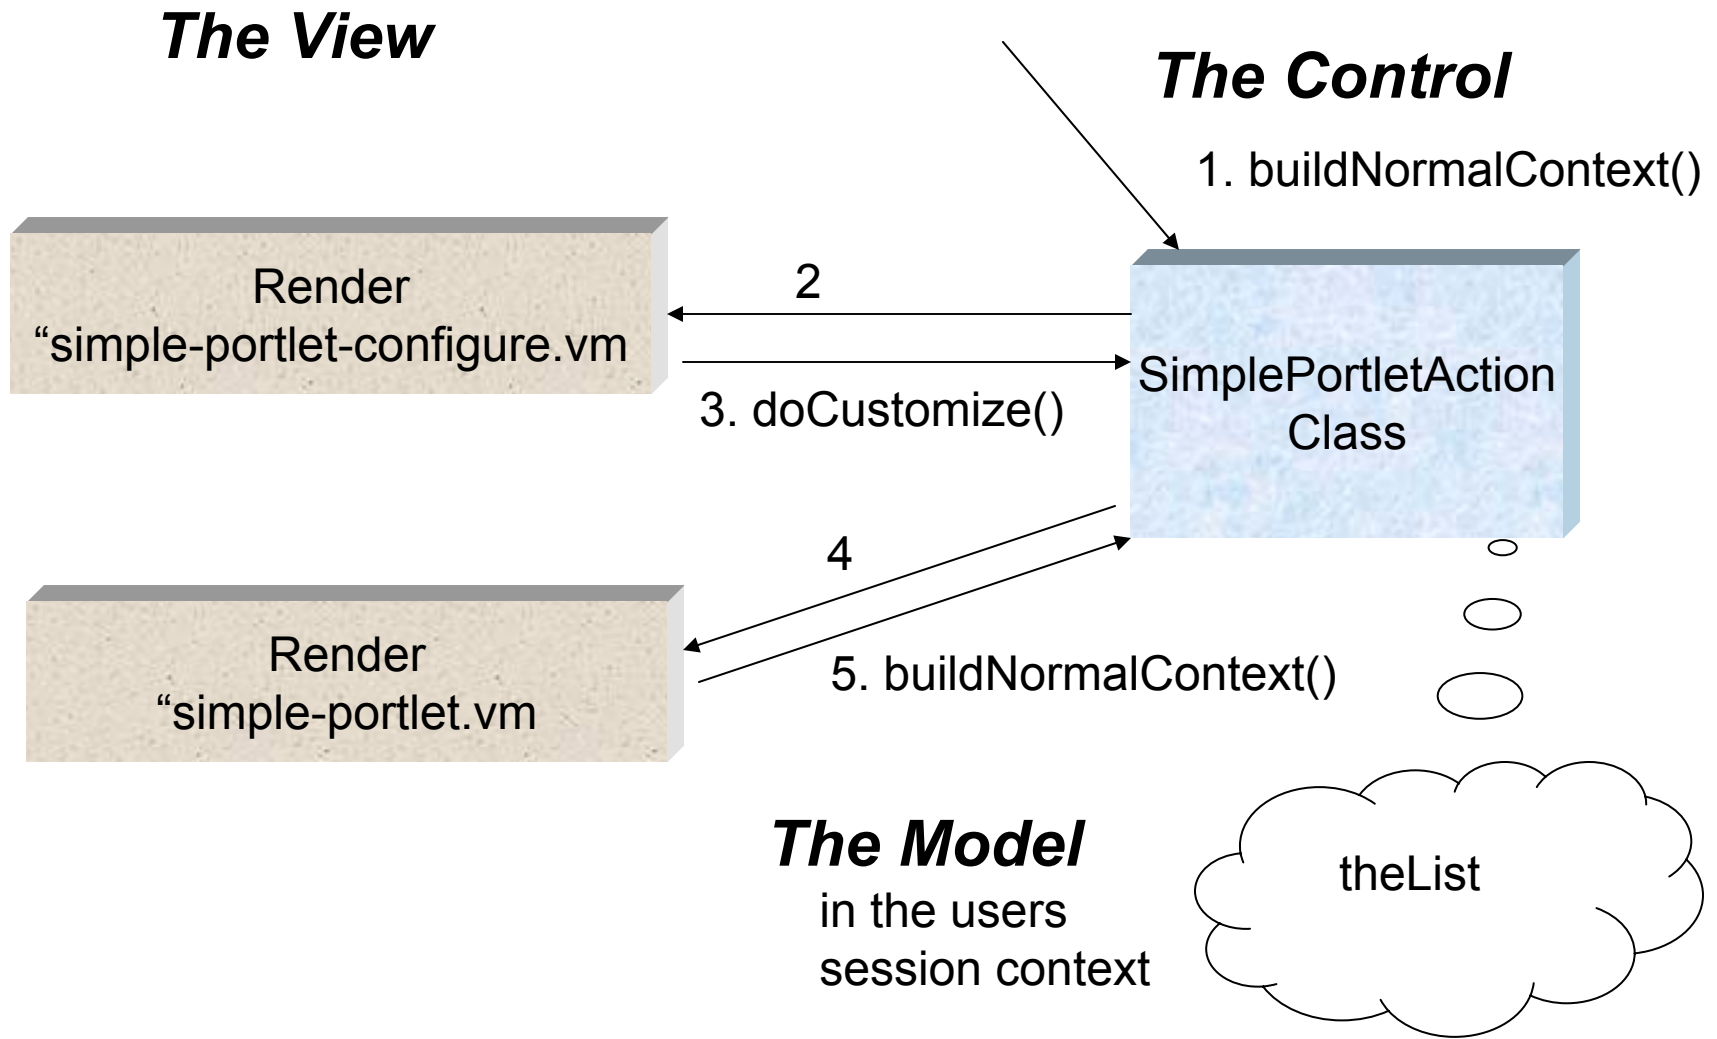 The View
The Control
1. buildNormalContext()
2
Render
“simple-portlet-configure.vm
SimplePortletAction
Class
3. doCustomize()
4
Render
“simple-portlet.vm
5. buildNormalContext()
The Model
in the users
session context
theList